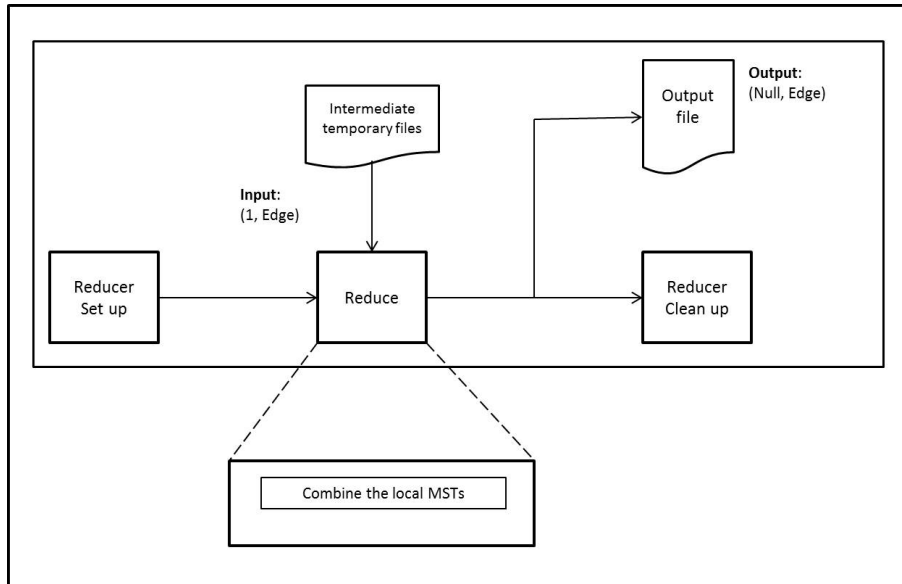 Intermediate
temporary files
Output
file
Output:
(Null, Edge)
Input:
(1, Edge)
Reducer
Set up
Reduce
Reducer
Clean up
Combine the local MSTs